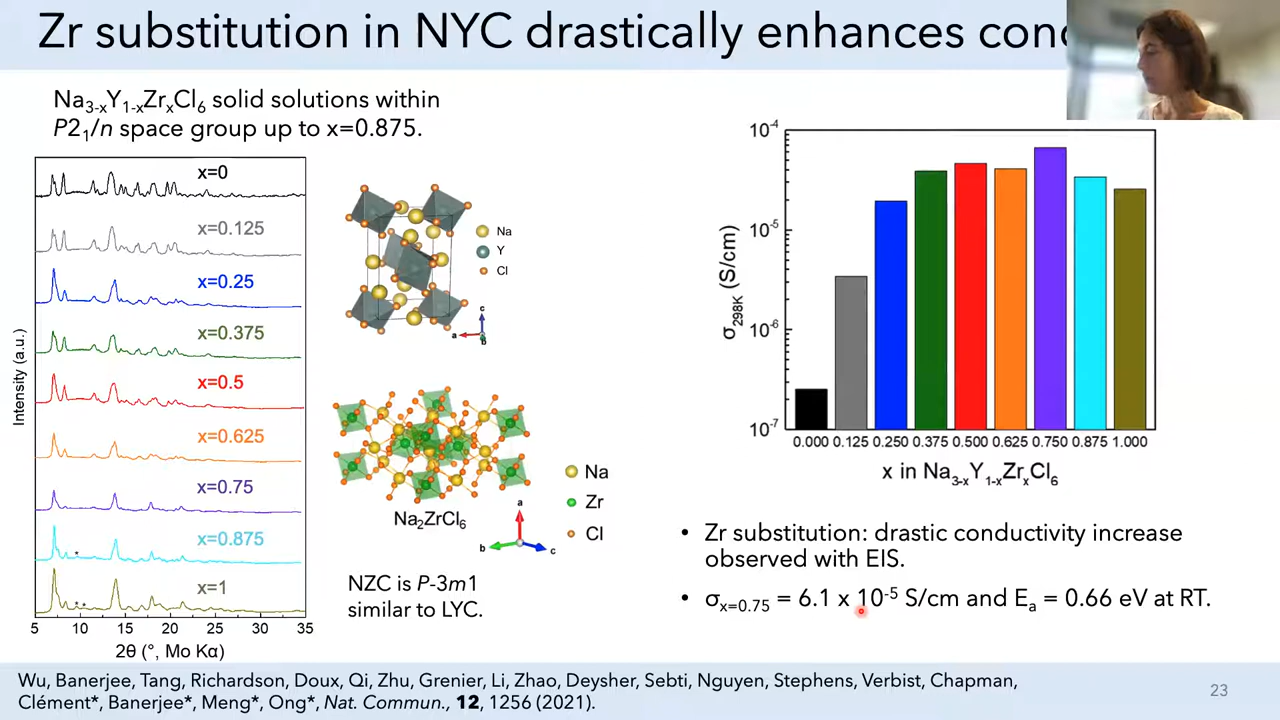 Zr substitution in NYC drastically enhances
Na₃₋ₓY₁₋ₓZrₓCl₆ solid solutions within
P2₁/n space group up to x=0.875.
Intensity (a.u.)
x=0
x=0.125
x=0.25
x=0.375
x=0.5
x=0.625
x=0.75
x=0.875
*
x=1
* *
5 10 15 20 25 30 35
2θ (°, Mo Kα)
Na
Y
Cl
c
a
b
Na₂ZrCl₆
Na
Zr
Cl
a
b
c
NZC is P-3m1
similar to LYC.
σ₂₉₈K (S/cm)
10⁻⁴
10⁻⁵
10⁻⁶
10⁻⁷
0.000 0.125 0.250 0.375 0.500 0.625 0.750 0.875 1.000
x in Na₃₋ₓY₁₋ₓZrₓCl₆
• Zr substitution: drastic conductivity increase
observed with EIS.
• σₓ₌₀.₇₅ = 6.1 x 10⁻⁵ S/cm and Eₐ = 0.66 eV at RT.
Wu, Banerjee, Tang, Richardson, Doux, Qi, Zhu, Grenier, Li, Zhao, Deysher, Sebti, Nguyen, Stephens, Verbist, Chapman,
Clément*, Banerjee*, Meng*, Ong*, Nat. Commun., 12, 1256 (2021).
23